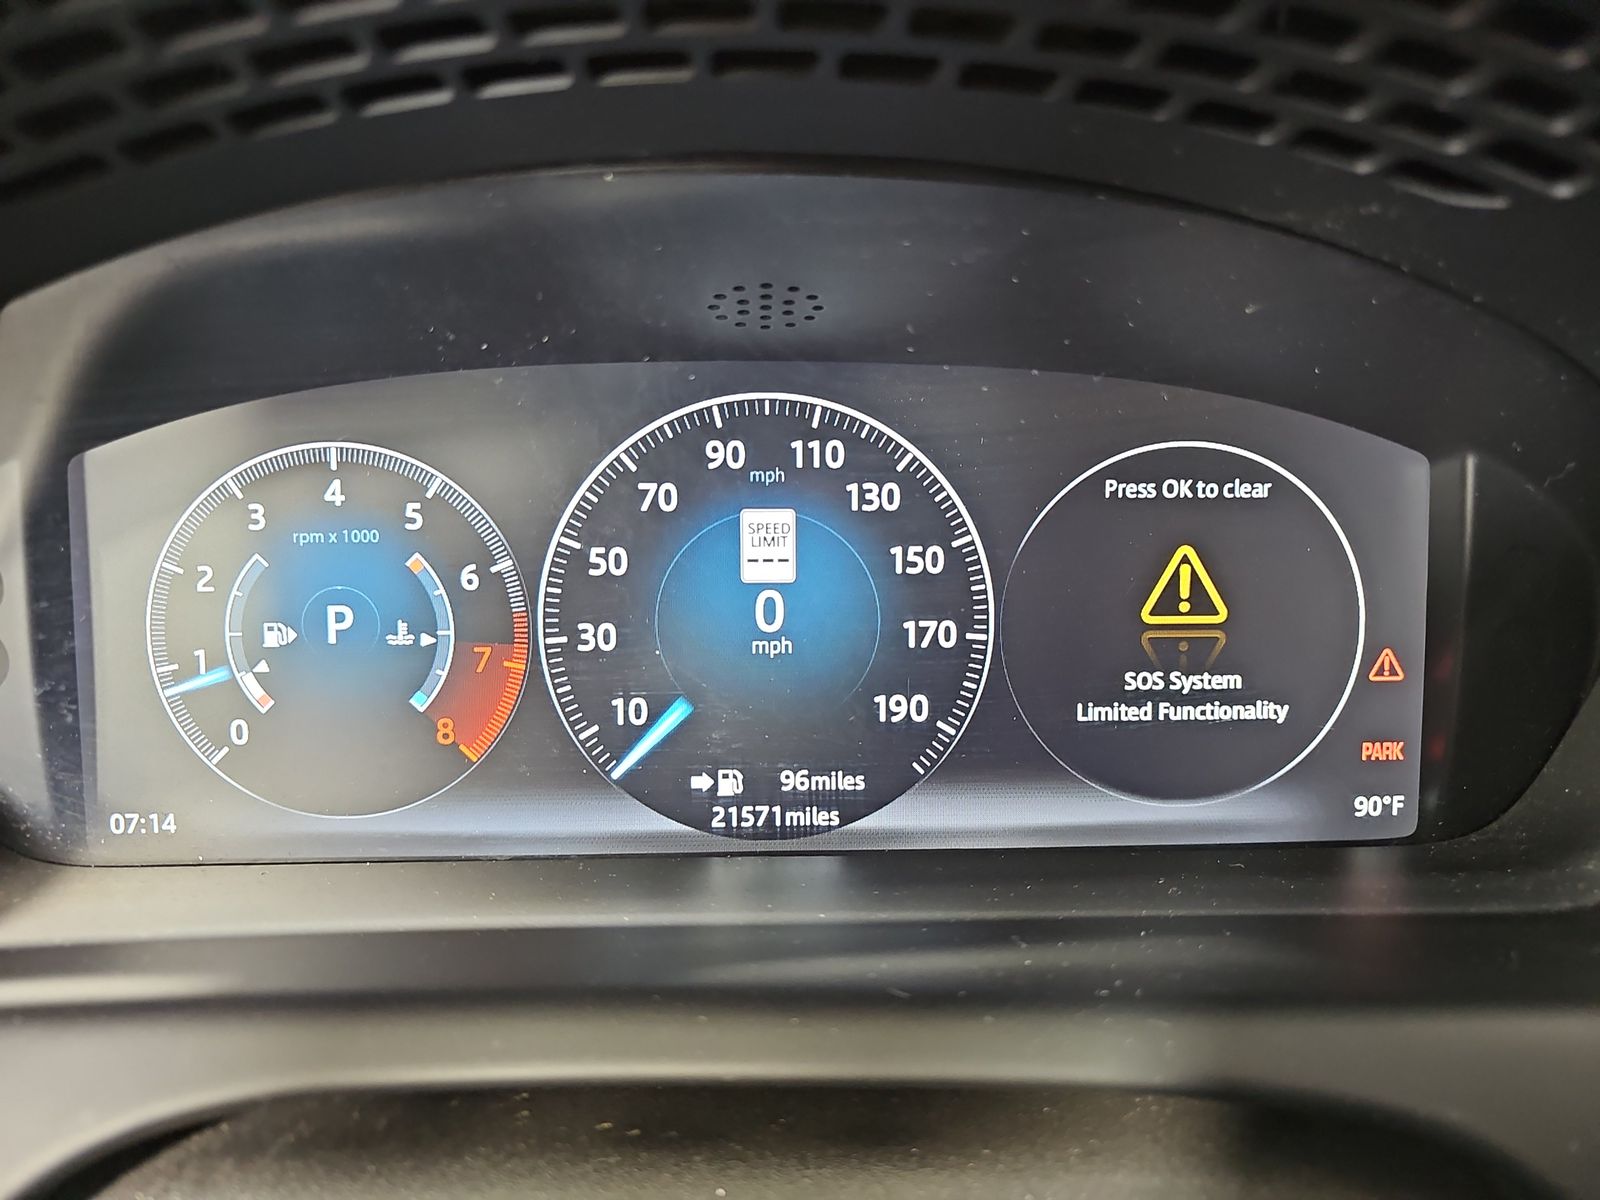 0
1
2
3
4
5
6
7
8
rpm x 1000
P
07:14
10
30
50
70
90
110
130
150
170
190
mph
SPEED
LIMIT
---
0
mph
96miles
21571miles
Press OK to clear
!
SOS System
Limited Functionality
!
PARK
90°F